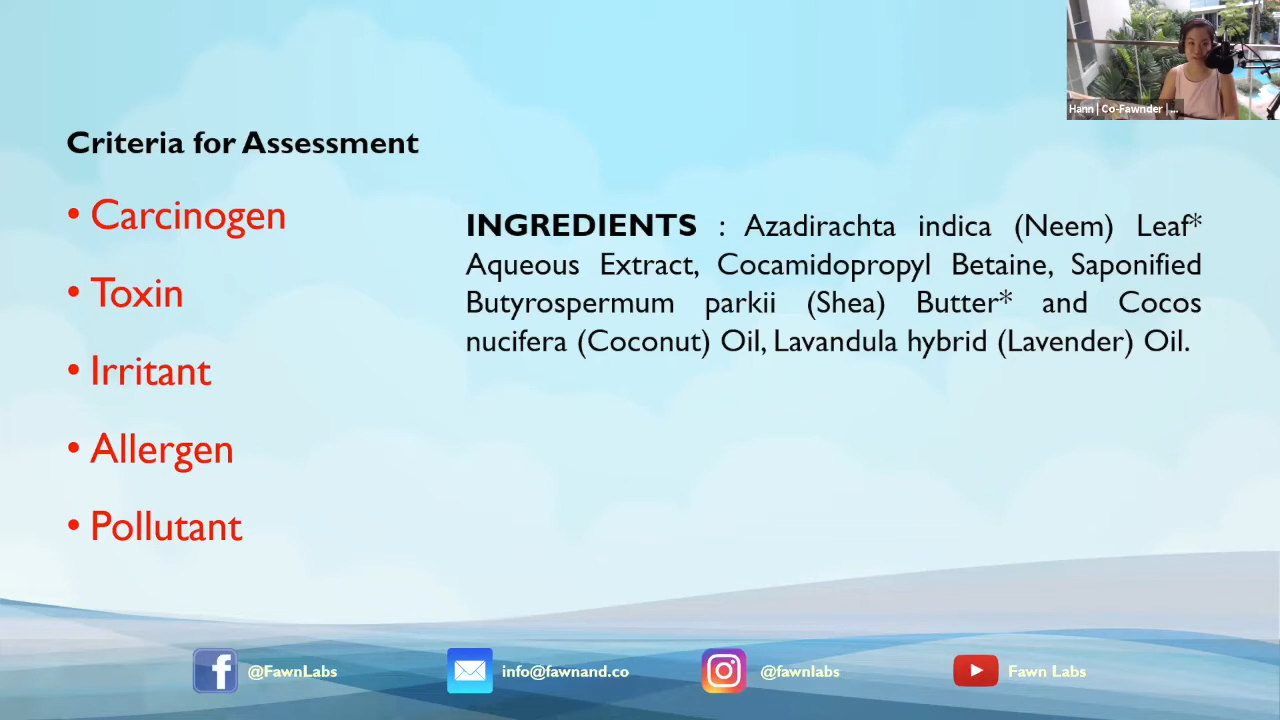 Hann | Co-Fawnder | ...
Criteria for Assessment
• Carcinogen
• Toxin
• Irritant
• Allergen
• Pollutant
INGREDIENTS : Azadirachta indica (Neem) Leaf*
Aqueous Extract, Cocamidopropyl Betaine, Saponified
Butyrospermum parkii (Shea) Butter* and Cocos
nucifera (Coconut) Oil, Lavandula hybrid (Lavender) Oil.
@FawnLabs
info@fawnand.co
@fawnlabs
Fawn Labs